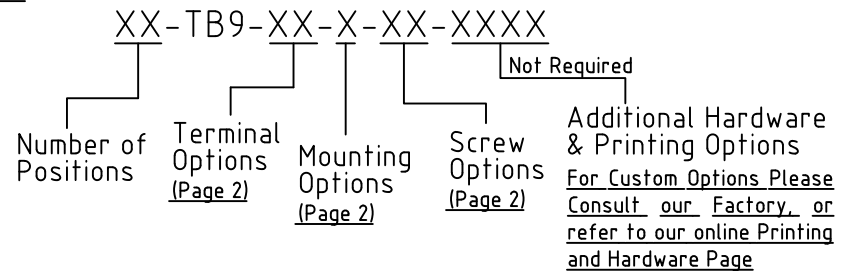 XX-TB9-XX-X-XX-XXXX
Not Required
Number of
Positions
Terminal
Options
(Page 2)
Mounting
Options
(Page 2)
Screw
Options
(Page 2)
Additional Hardware
& Printing Options
For Custom Options Please
Consult our Factory, or
refer to our online Printing
and Hardware Page